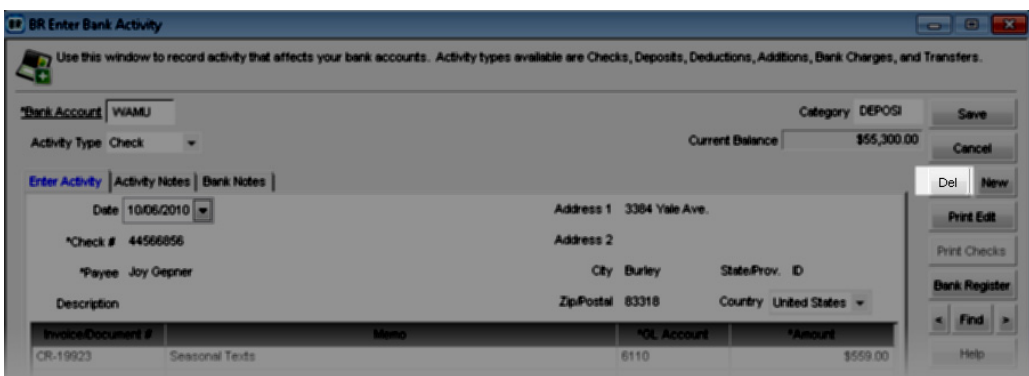 BR Enter Bank Activity
Use this window to record activity that affects your bank accounts. Activity types available are Checks, Deposits, Deductions, Additions, Bank Charges, and Transfers.
*Bank Account WAMU Category DEPOSI Save
Activity Type Check Current Balance $55,300.00 Cancel
Enter Activity Activity Notes Bank Notes Del New
Date 10/06/2010 Address 1 3384 Yale Ave. Print Edit
*Check # 44566856 Address 2 Print Checks
*Payee Joy Gepner City Burley State/Prov. ID Bank Register
Description Zip/Postal 83318 Country United States < Find >
Invoice/Document # Memo *GL Account *Amount
CR-19923 Seasonal Texts 6110 $559.00 Help